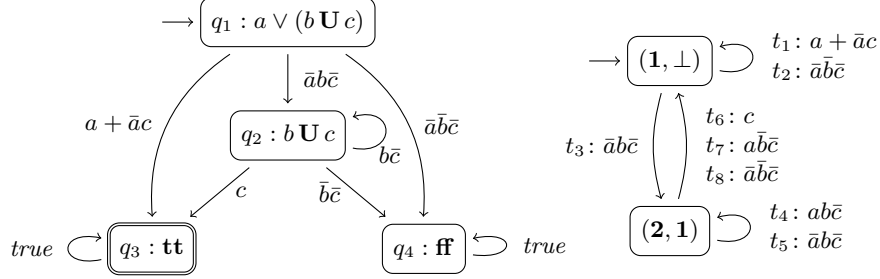 q₁ : a ∨ (b U c)
a + āc
āb̄c̄
āb̄c̄
q₂ : b U c
bc̄
c
b̄c̄
true
q₃ : tt
q₄ : ff
true
(1, ⊥)
t₁ : a + āc
t₂ : āb̄c̄
t₃ : ābc̄
t₆ : c
t₇ : ab̄c̄
t₈ : āb̄c̄
(2, 1)
t₄ : abc̄
t₅ : ābc̄